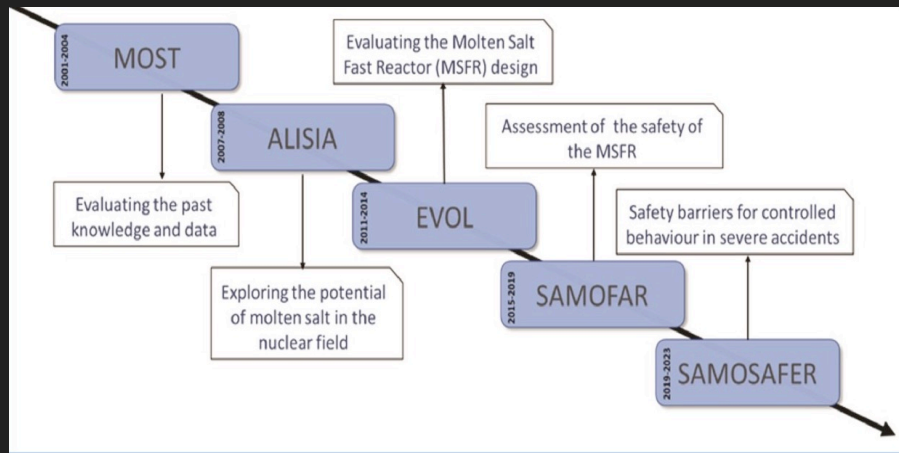 2001-2004
MOST
Evaluating the past
knowledge and data
2007-2008
ALISIA
Exploring the potential
of molten salt in the
nuclear field
Evaluating the Molten Salt
Fast Reactor (MSFR) design
2011-2014
EVOL
Assessment of the safety of
the MSFR
2015-2019
SAMOFAR
Safety barriers for controlled
behaviour in severe accidents
2019-2023
SAMOSAFER